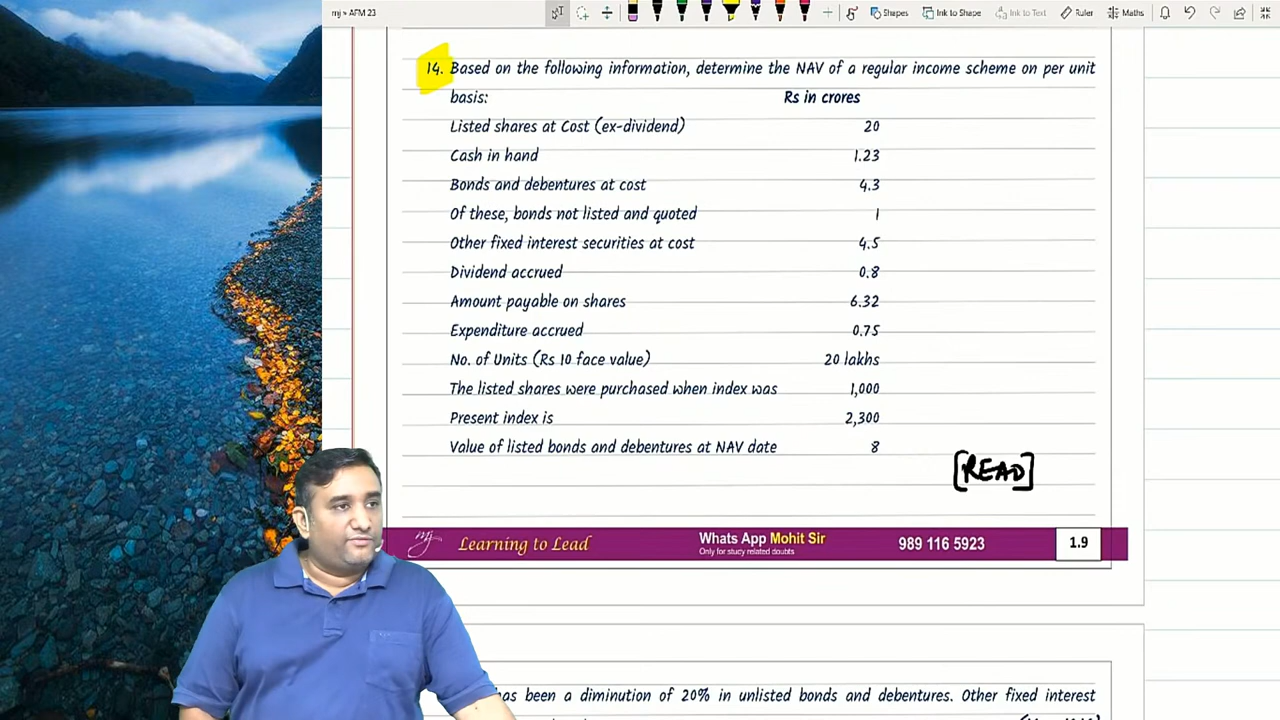 mj » AFM 23
Shapes
Ink to Shape
Ink to Text
Ruler
Maths
14. Based on the following information, determine the NAV of a regular income scheme on per unit
basis: Rs in crores
Listed shares at Cost (ex-dividend) 20
Cash in hand 1.23
Bonds and debentures at cost 4.3
Of these, bonds not listed and quoted 1
Other fixed interest securities at cost 4.5
Dividend accrued 0.8
Amount payable on shares 6.32
Expenditure accrued 0.75
No. of Units (Rs 10 face value) 20 lakhs
The listed shares were purchased when index was 1,000
Present index is 2,300
Value of listed bonds and debentures at NAV date 8
[READ]
mj Learning to Lead Whats App Mohit Sir 989 116 5923 1.9
Only for study related doubts
has been a diminution of 20% in unlisted bonds and debentures. Other fixed interest